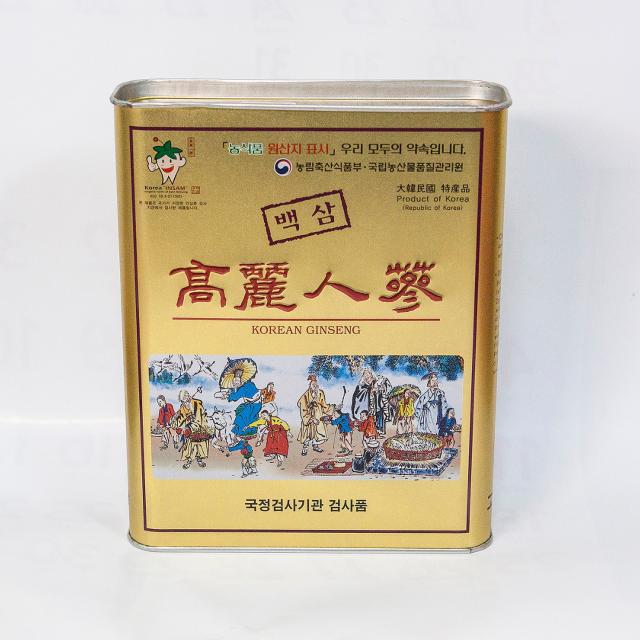 「농식품 원산지 표시」 우리 모두의 약속입니다.
농림축산식품부·국립농산물품질관리원
Korea "INSAM"
大韓民國 特産品
Product of Korea
(Republic of Korea)
백삼
高麗人蔘
KOREAN GINSENG
국정검사기관 검사품